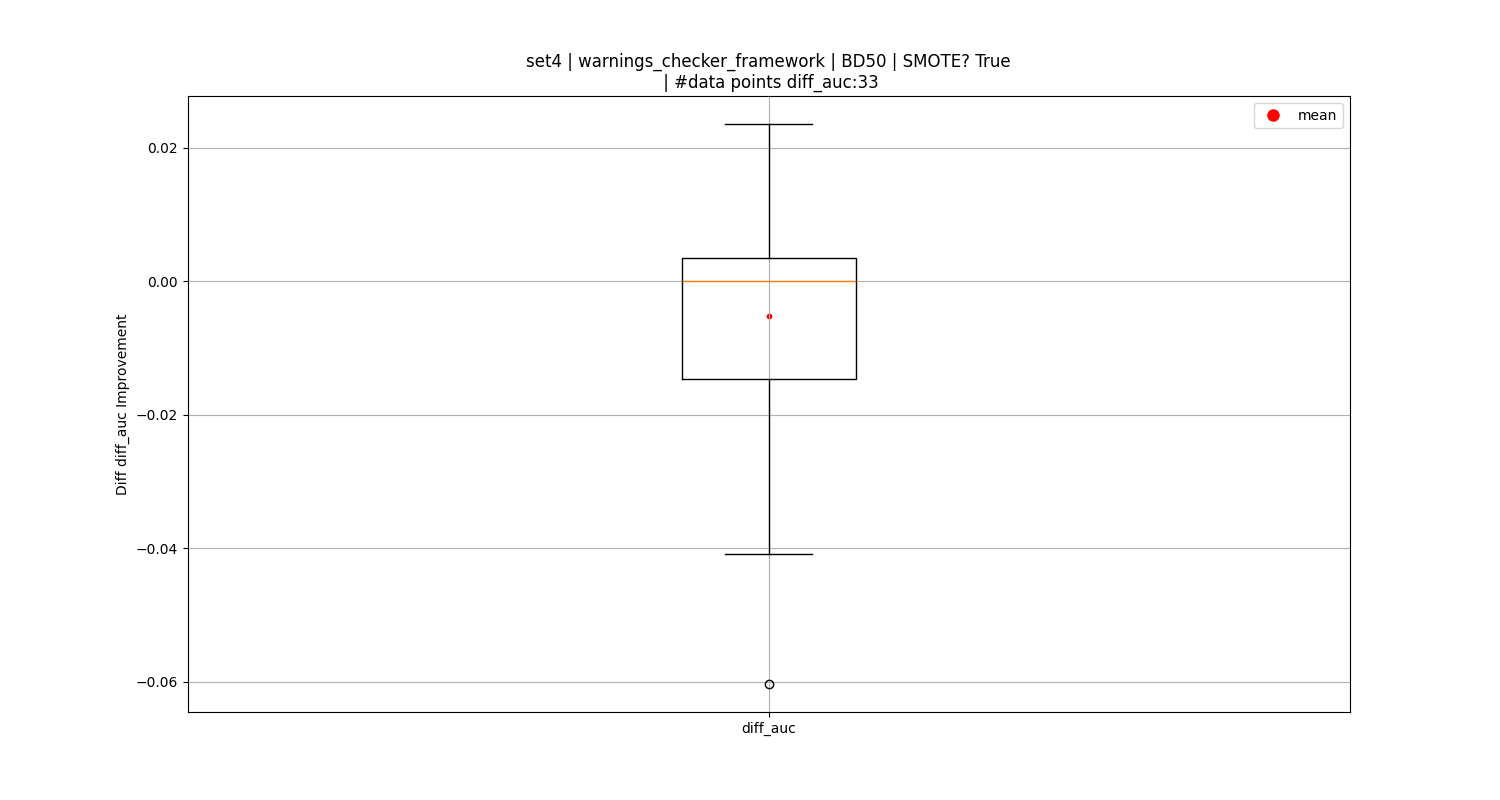 set4 | warnings_checker_framework | BD50 | SMOTE? True
| #data points diff_auc:33
mean
0.02
0.00
−0.02
−0.04
−0.06
Diff diff_auc Improvement
diff_auc